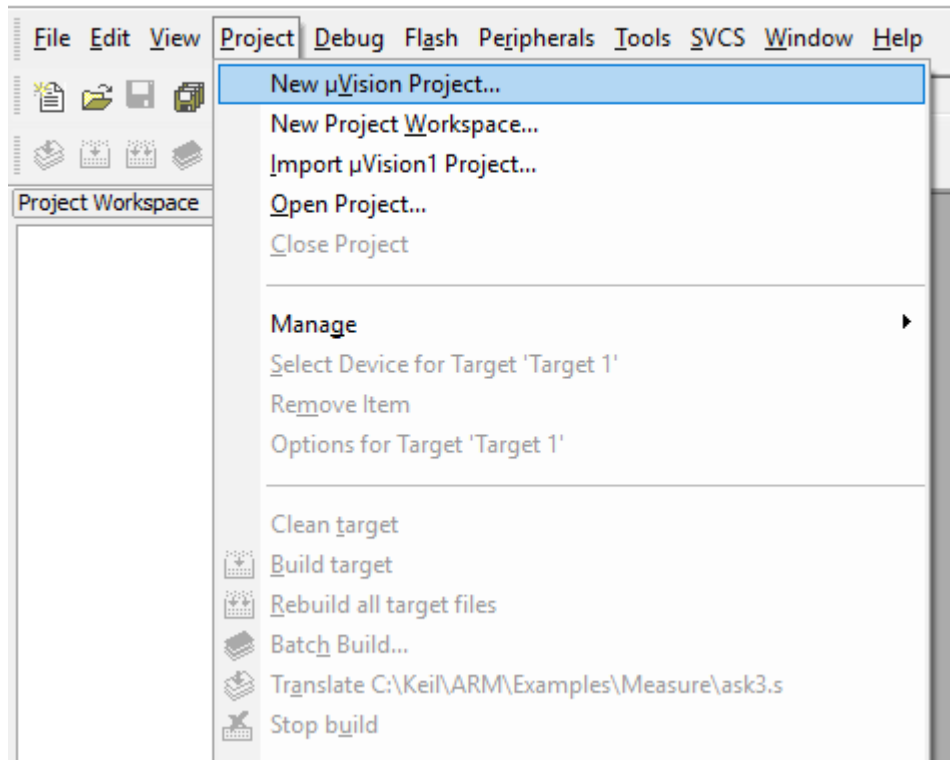 File Edit View Project Debug Flash Peripherals Tools SVCS Window Help
New µVision Project...
New Project Workspace...
Import µVision1 Project...
Open Project...
Close Project
Project Workspace
Manage
Select Device for Target 'Target 1'
Remove Item
Options for Target 'Target 1'
Clean target
Build target
Rebuild all target files
Batch Build...
Translate C:\Keil\ARM\Examples\Measure\ask3.s
Stop build